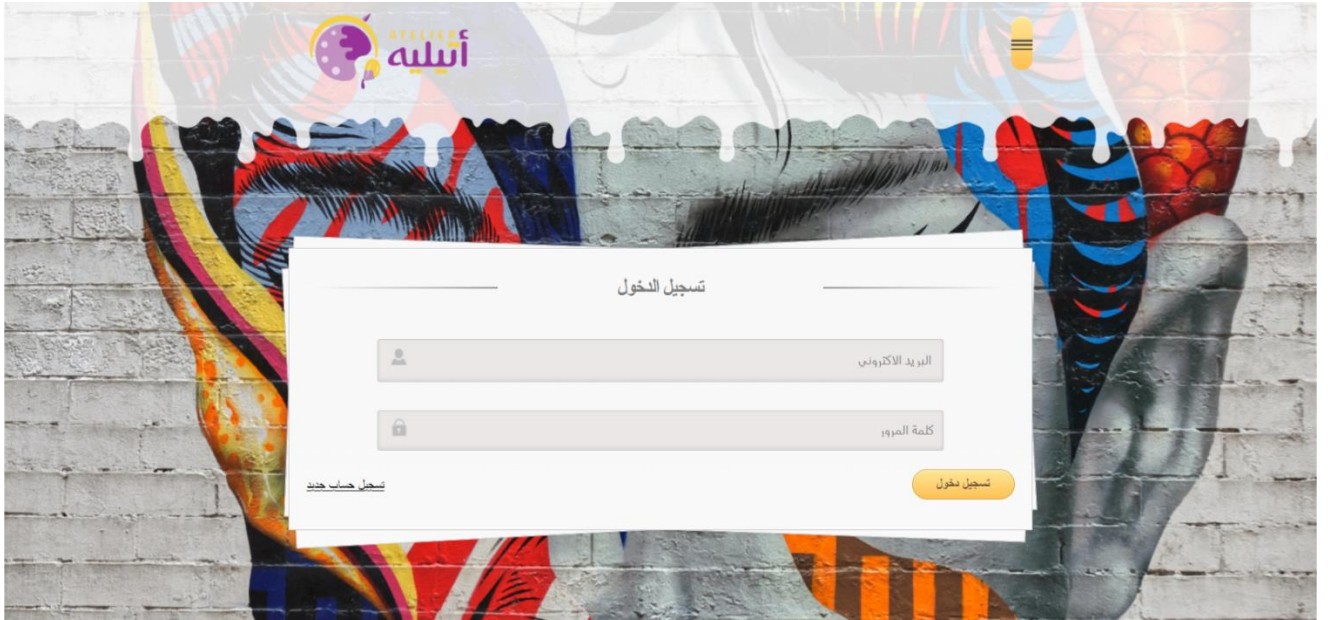 ATELIER
أتيليه
تسجيل الدخول
البريد الاكتروني
كلمة المرور
تسجيل دخول
تسجيل حساب جديد